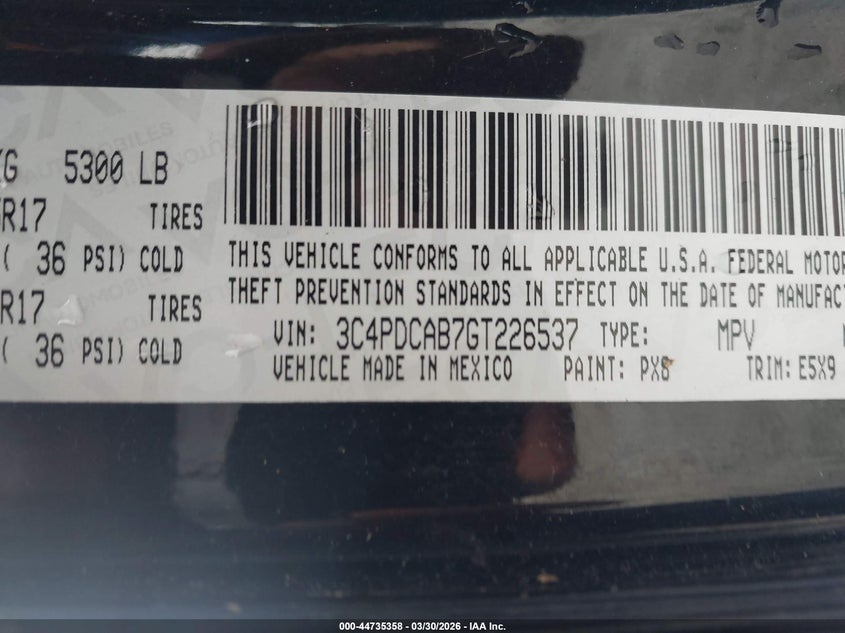 KG 5300 LB
R17 TIRES
( 36 PSI) COLD
R17 TIRES
( 36 PSI) COLD
THIS VEHICLE CONFORMS TO ALL APPLICABLE U.S.A. FEDERAL MOTOR
THEFT PREVENTION STANDARDS IN EFFECT ON THE DATE OF MANUFACT
VIN: 3C4PDCAB7GT226537 TYPE: MPV
VEHICLE MADE IN MEXICO PAINT: PX8 TRIM: E5X9
000-44735358 - 03/30/2026 - IAA Inc.